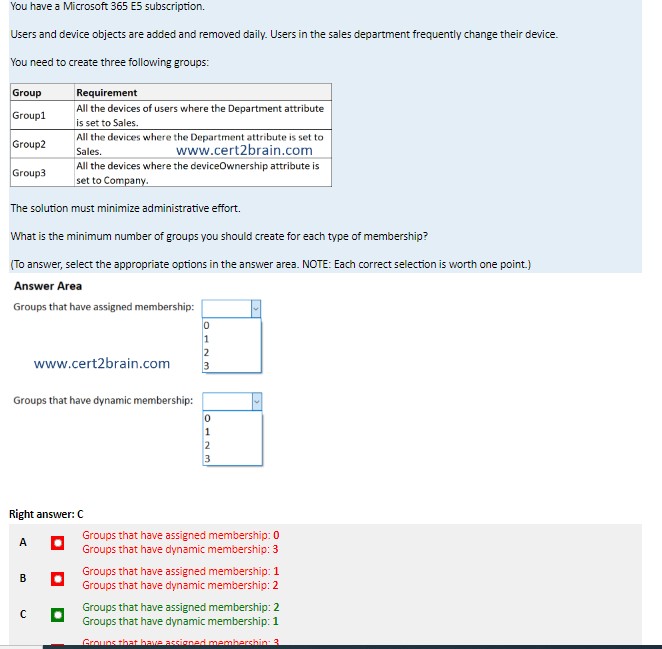 You have a Microsoft 365 E5 subscription.
Users and device objects are added and removed daily. Users in the sales department frequently change their device.
You need to create three following groups:
Group Requirement
Group1 All the devices of users where the Department attribute
is set to Sales.
Group2 All the devices where the Department attribute is set to
Sales. www.cert2brain.com
Group3 All the devices where the deviceOwnership attribute is
set to Company.
The solution must minimize administrative effort.
What is the minimum number of groups you should create for each type of membership?
(To answer, select the appropriate options in the answer area. NOTE: Each correct selection is worth one point.)
Answer Area
Groups that have assigned membership:
0
1
2
3
www.cert2brain.com
Groups that have dynamic membership:
0
1
2
3
Right answer: C
A Groups that have assigned membership: 0
Groups that have dynamic membership: 3
B Groups that have assigned membership: 1
Groups that have dynamic membership: 2
C Groups that have assigned membership: 2
Groups that have dynamic membership: 1
Groups that have assigned membership: 3